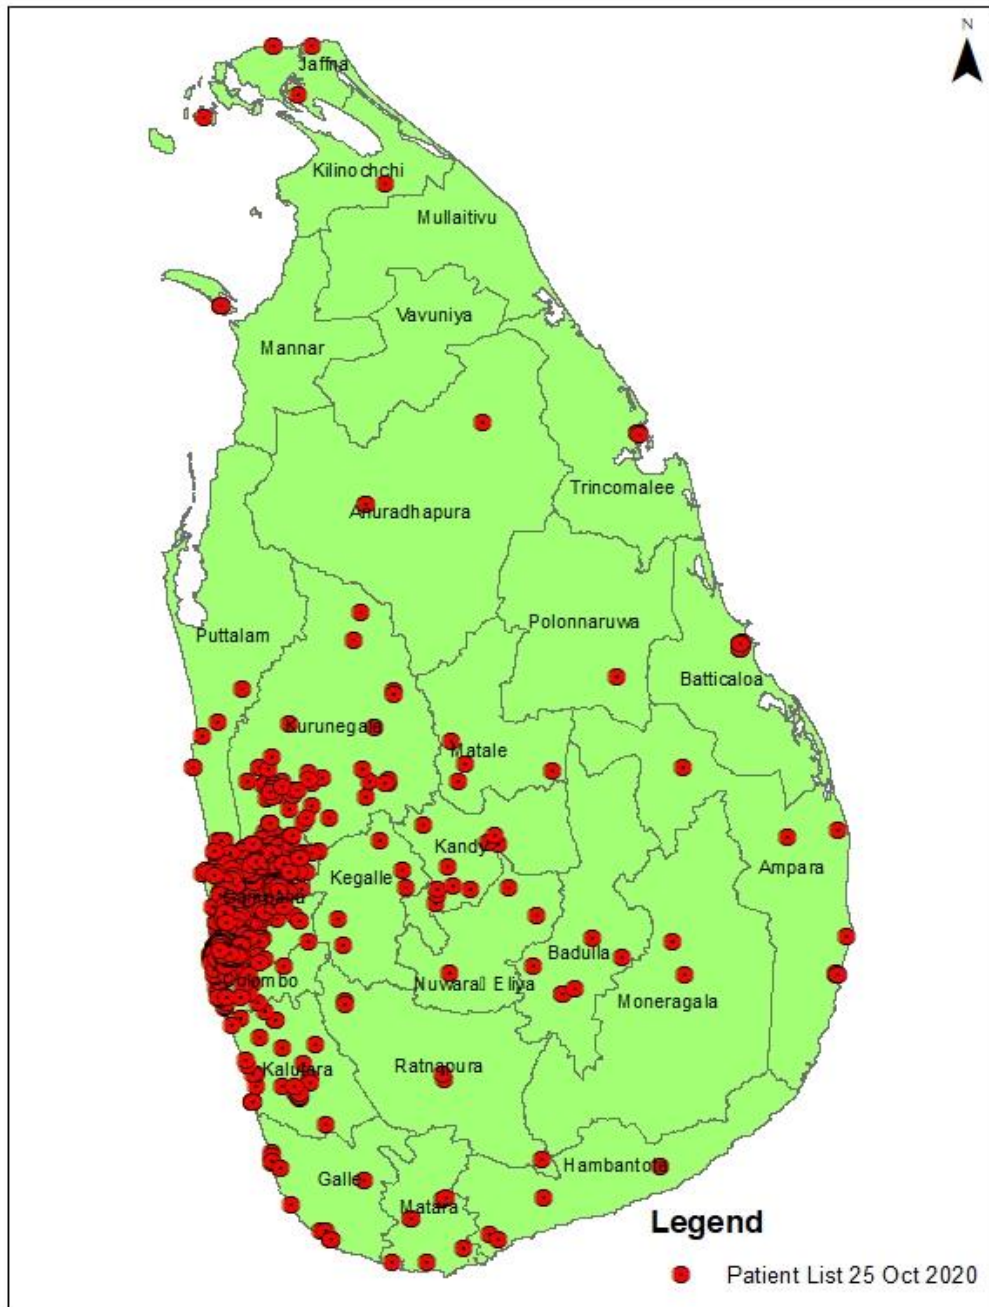 N
Jaffna
Kilinochchi
Mullaitivu
Vavuniya
Mannar
Trincomalee
Anuradhapura
Polonnaruwa
Puttalam
Batticaloa
Kurunegala
Matale
Kandy
Ampara
Kegalle
Gampaha
Badulla
Colombo
Nuwara Eliya
Moneragala
Ratnapura
Kalutara
Hambantota
Galle
Matara
Legend
Patient List 25 Oct 2020